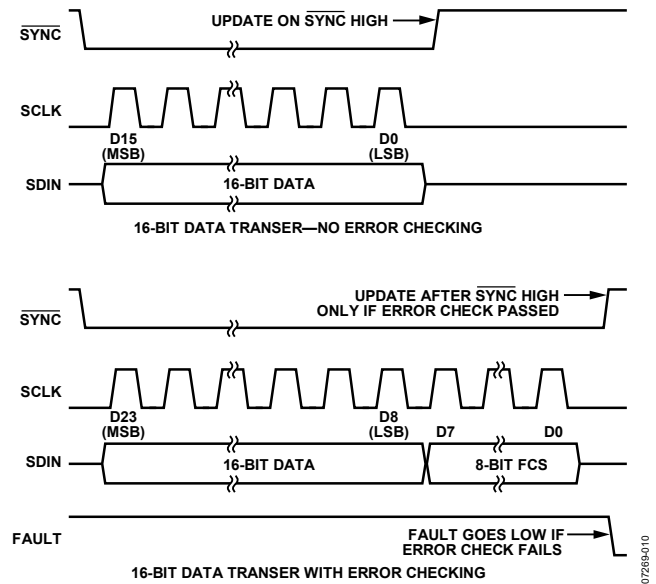 UPDATE ON SYNC HIGH
SYNC
SCLK
D15
(MSB)
D0
(LSB)
SDIN
16-BIT DATA
16-BIT DATA TRANSER—NO ERROR CHECKING
UPDATE AFTER SYNC HIGH
ONLY IF ERROR CHECK PASSED
SYNC
SCLK
D23
(MSB)
D8
(LSB)
D7
D0
SDIN
16-BIT DATA
8-BIT FCS
FAULT
FAULT GOES LOW IF
ERROR CHECK FAILS
16-BIT DATA TRANSER WITH ERROR CHECKING
07269-010